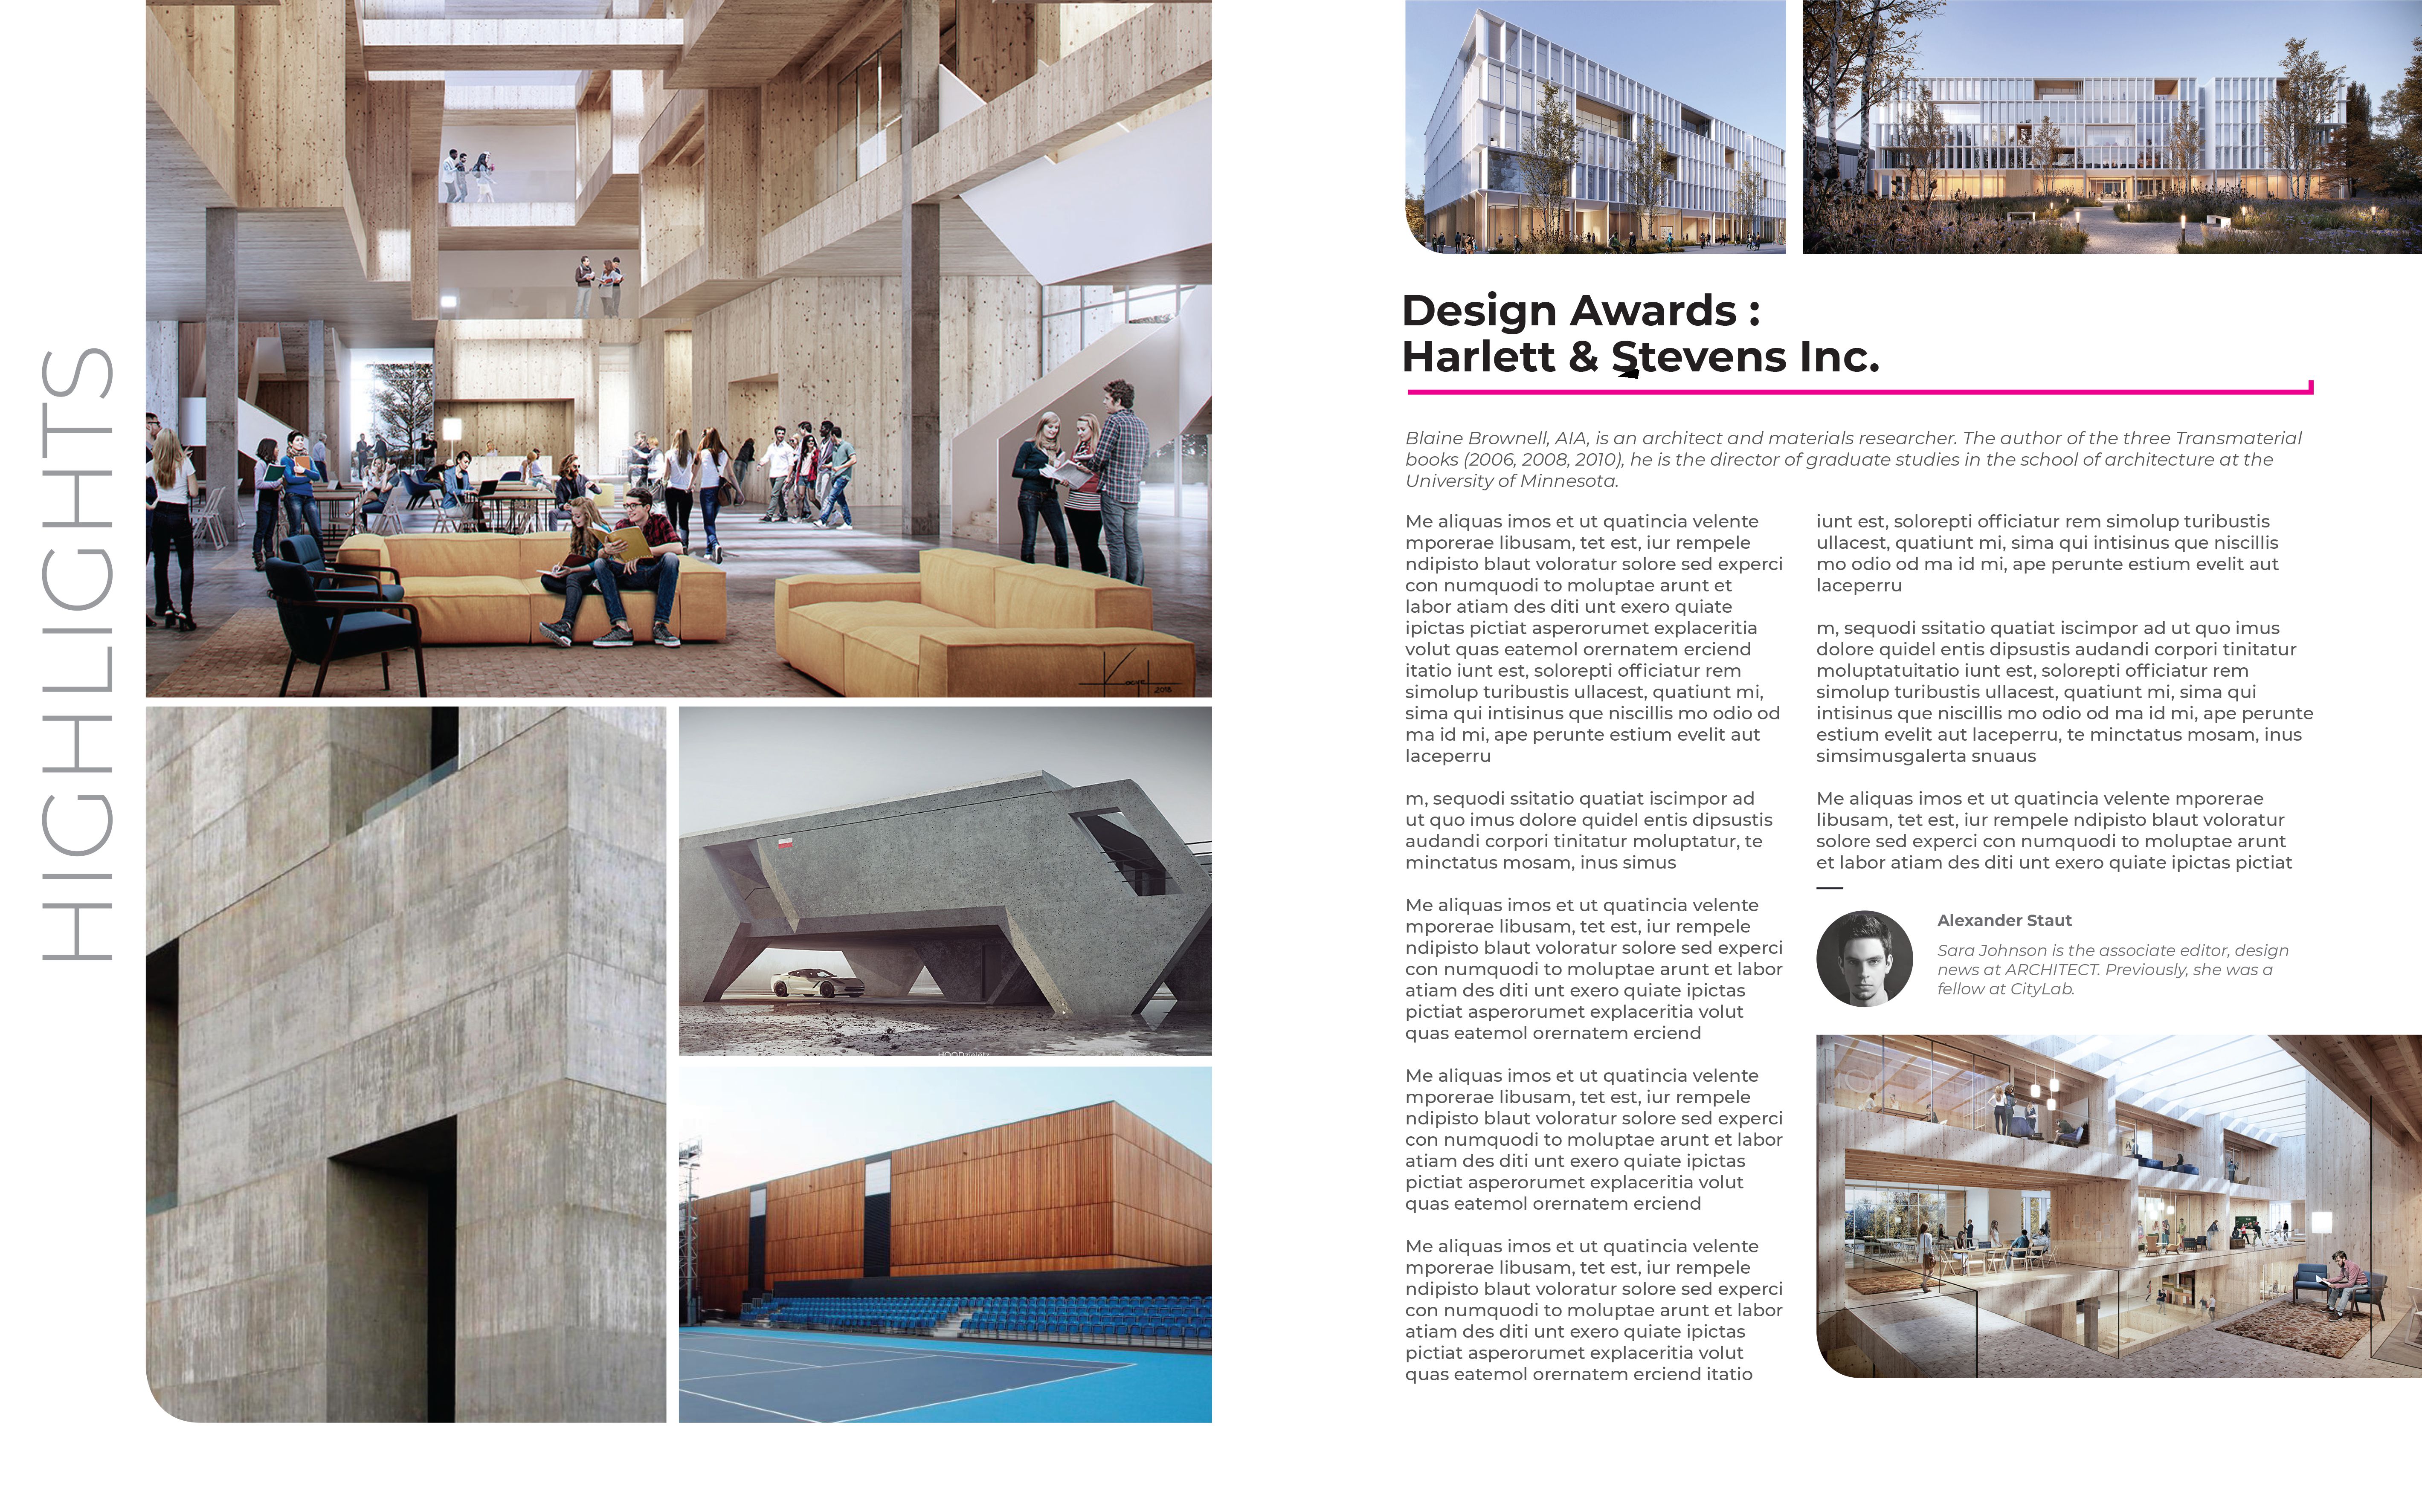 HIGHLIGHTS
2015
Design Awards :
Harlett & Stevens Inc.
Blaine Brownell, AIA, is an architect and materials researcher. The author of the three Transmaterial
books (2006, 2008, 2010), he is the director of graduate studies in the school of architecture at the
University of Minnesota.
Me aliquas imos et ut quatincia velente
mporerae libusam, tet est, iur rempele
ndipisto blaut voloratur solore sed experci
con numquodi to moluptae arunt et
labor atiam des diti unt exero quiate
ipictas pictiat asperorumet explaceritia
volut quas eatemol orernatem erciend
itatio iunt est, solorepti officiatur rem
simolup turibustis ullacest, quatiunt mi,
sima qui intisinus que niscillis mo odio od
ma id mi, ape perunte estium evelit aut
laceperru
m, sequodi ssitatio quatiat iscimpor ad
ut quo imus dolore quidel entis dipsustis
audandi corpori tinitatur moluptatur, te
minctatus mosam, inus simus
Me aliquas imos et ut quatincia velente
mporerae libusam, tet est, iur rempele
ndipisto blaut voloratur solore sed experci
con numquodi to moluptae arunt et labor
atiam des diti unt exero quiate ipictas
pictiat asperorumet explaceritia volut
quas eatemol orernatem erciend
Me aliquas imos et ut quatincia velente
mporerae libusam, tet est, iur rempele
ndipisto blaut voloratur solore sed experci
con numquodi to moluptae arunt et labor
atiam des diti unt exero quiate ipictas
pictiat asperorumet explaceritia volut
quas eatemol orernatem erciend
Me aliquas imos et ut quatincia velente
mporerae libusam, tet est, iur rempele
ndipisto blaut voloratur solore sed experci
con numquodi to moluptae arunt et labor
atiam des diti unt exero quiate ipictas
pictiat asperorumet explaceritia volut
quas eatemol orernatem erciend itatio
iunt est, solorepti officiatur rem simolup turibustis
ullacest, quatiunt mi, sima qui intisinus que niscillis
mo odio od ma id mi, ape perunte estium evelit aut
laceperru
m, sequodi ssitatio quatiat iscimpor ad ut quo imus
dolore quidel entis dipsustis audandi corpori tinitatur
moluptatuitatio iunt est, solorepti officiatur rem
simolup turibustis ullacest, quatiunt mi, sima qui
intisinus que niscillis mo odio od ma id mi, ape perunte
estium evelit aut laceperru, te minctatus mosam, inus
simsimusgalerta snuaus
Me aliquas imos et ut quatincia velente mporerae
libusam, tet est, iur rempele ndipisto blaut voloratur
solore sed experci con numquodi to moluptae arunt
et labor atiam des diti unt exero quiate ipictas pictiat
Alexander Staut
Sara Johnson is the associate editor, design
news at ARCHITECT. Previously, she was a
fellow at CityLab.